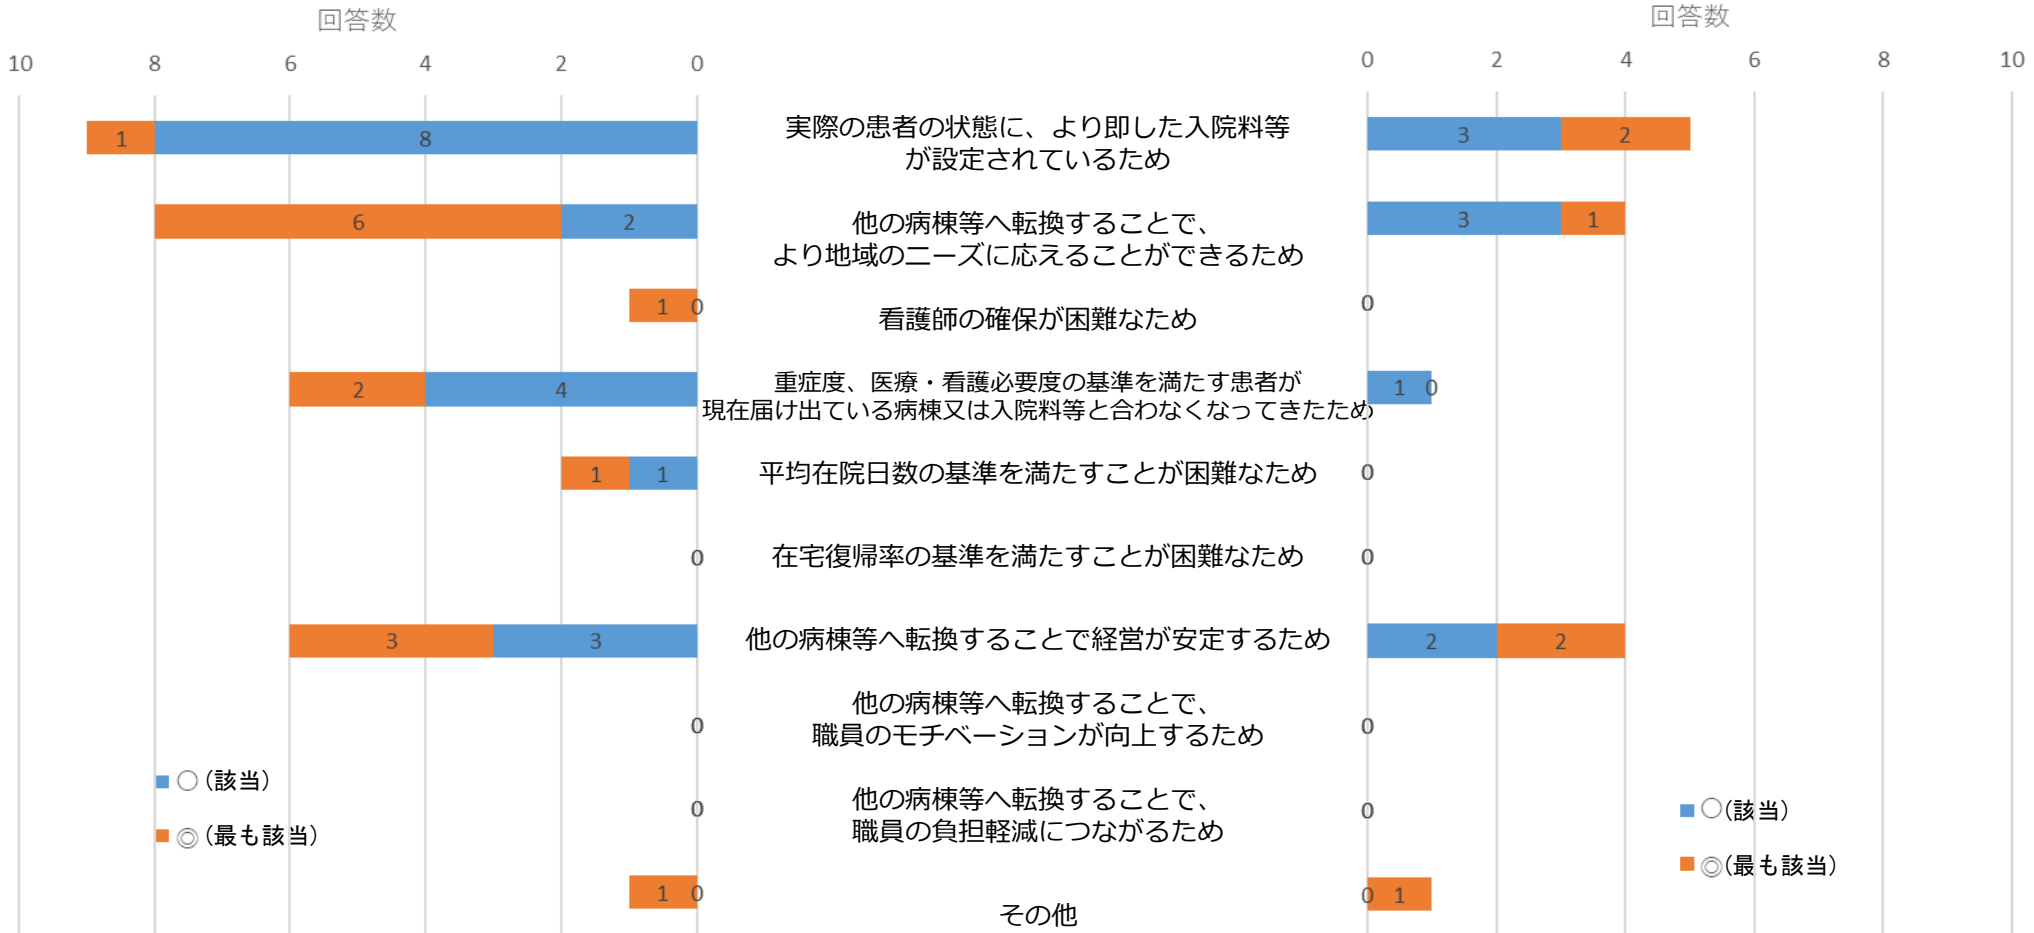 回答数
回答数
10 8 6 4 2 0
0 2 4 6 8 10
1 8
実際の患者の状態に、より即した入院料等
が設定されているため
3 2
6 2
他の病棟等へ転換することで、
より地域のニーズに応えることができるため
3 1
1 0
看護師の確保が困難なため
0
2 4
重症度、医療・看護必要度の基準を満たす患者が
現在届け出ている病棟又は入院料等と合わなくなってきたため
1 0
1 1
平均在院日数の基準を満たすことが困難なため
0
0
在宅復帰率の基準を満たすことが困難なため
0
3 3
他の病棟等へ転換することで経営が安定するため
2 2
0
他の病棟等へ転換することで、
職員のモチベーションが向上するため
0
0
他の病棟等へ転換することで、
職員の負担軽減につながるため
0
1 0
その他
0 1
○(該当)
◎(最も該当)
○(該当)
◎(最も該当)